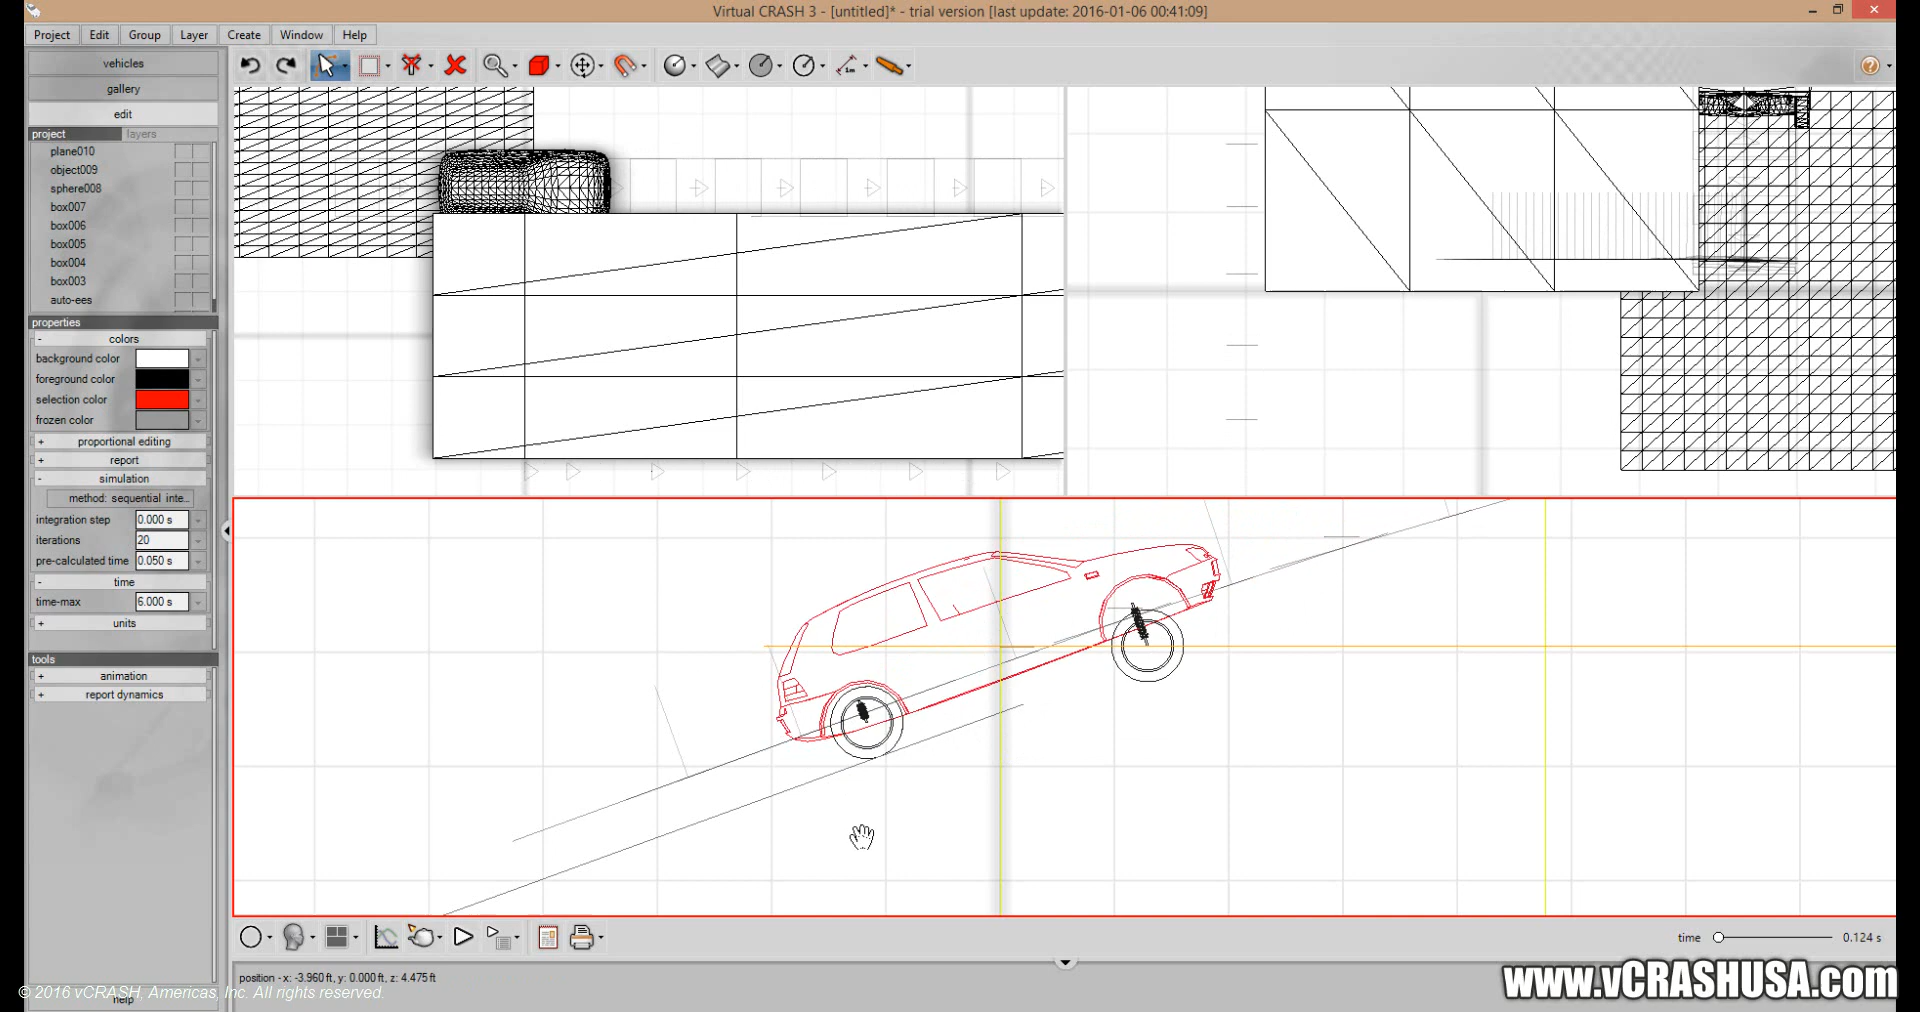 Virtual CRASH 3 - [untitled]* - trial version [last update: 2016-01-06 00:41:09]
Project Edit Group Layer Create Window Help
vehicles
gallery
edit
project layers
plane010
object009
sphere008
box007
box006
box005
box004
box003
auto-ees
properties
- colors
background color
foreground color
selection color
frozen color
+ proportional editing
+ report
- simulation
method: sequential inte...
integration step 0.000 s
iterations 20
pre-calculated time 0.050 s
- time
time-max 6.000 s
+ units
tools
+ animation
+ report dynamics
time 0.124 s
position - x: -3.960 ft, y: 0.000 ft, z: 4.475 ft
www.vCRASHUSA.com
© 2016 vCRASH, Americas, Inc. All rights reserved.
help